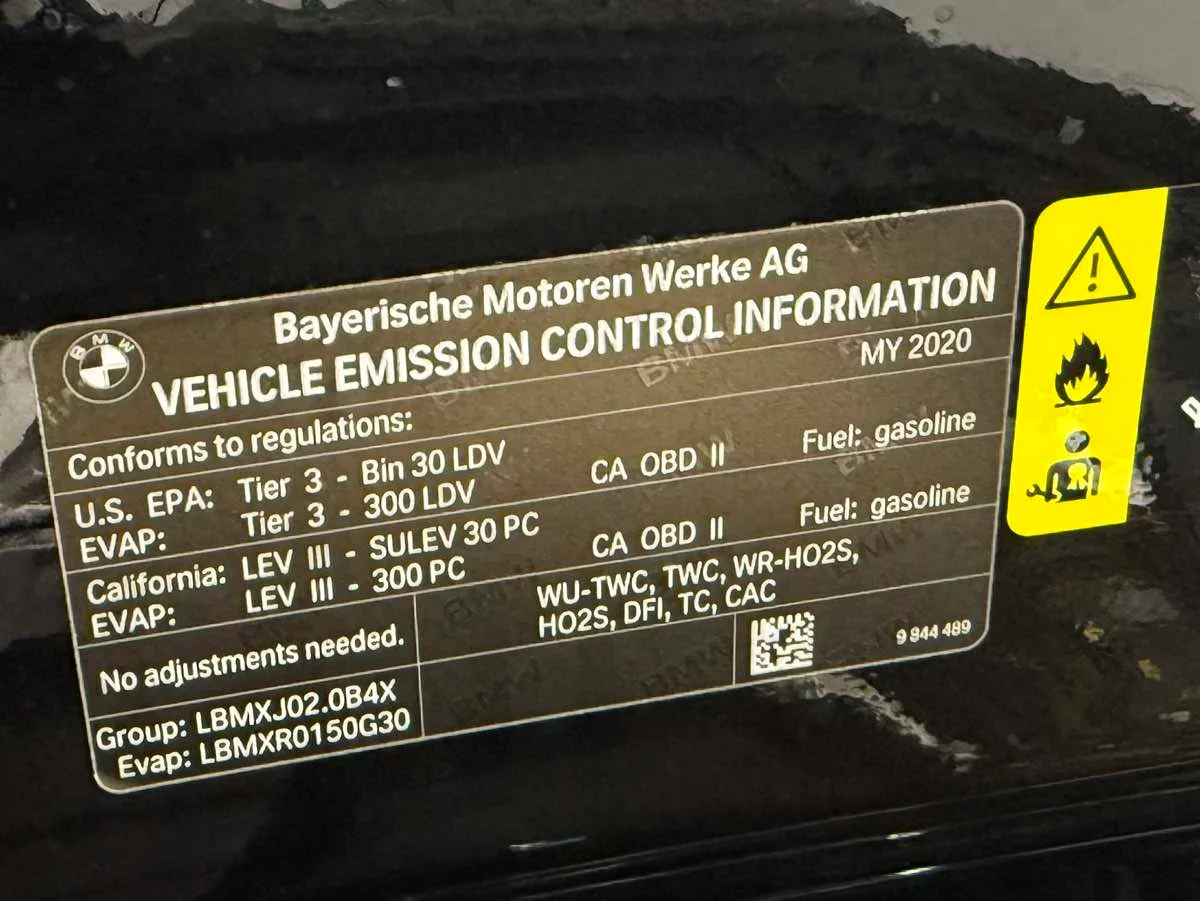 BMW
Bayerische Motoren Werke AG
VEHICLE EMISSION CONTROL INFORMATION
Conforms to regulations: MY 2020
U.S. EPA: Tier 3 - Bin 30 LDV CA OBD II Fuel: gasoline
EVAP: Tier 3 - 300 LDV
California: LEV III - SULEV 30 PC CA OBD II Fuel: gasoline
EVAP: LEV III - 300 PC
No adjustments needed. WU-TWC, TWC, WR-HO2S,
HO2S, DFI, TC, CAC
Group: LBMXJ02.0B4X
Evap: LBMXR0150G30
9 844 489